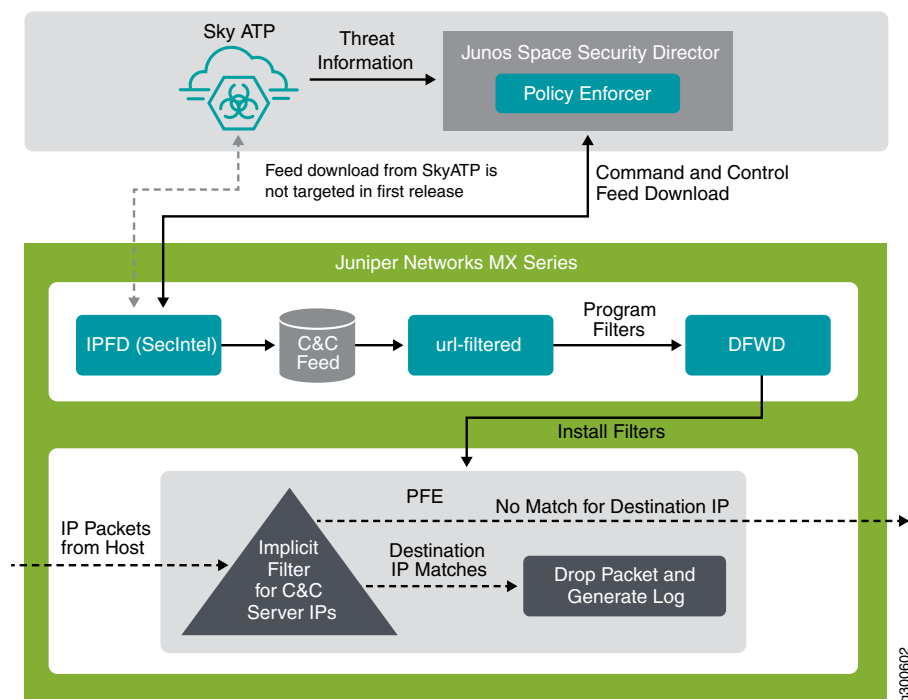 Sky ATP
Threat
Information
Junos Space Security Director
Policy Enforcer
Feed download from SkyATP is
not targeted in first release
Command and Control
Feed Download
Juniper Networks MX Series
IPFD (SecIntel)
C&C
Feed
url-filtered
Program
Filters
DFWD
Install Filters
PFE
No Match for Destination IP
IP Packets
from Host
Implicit
Filter
for C&C
Server IPs
Destination
IP Matches
Drop Packet and
Generate Log
g300602